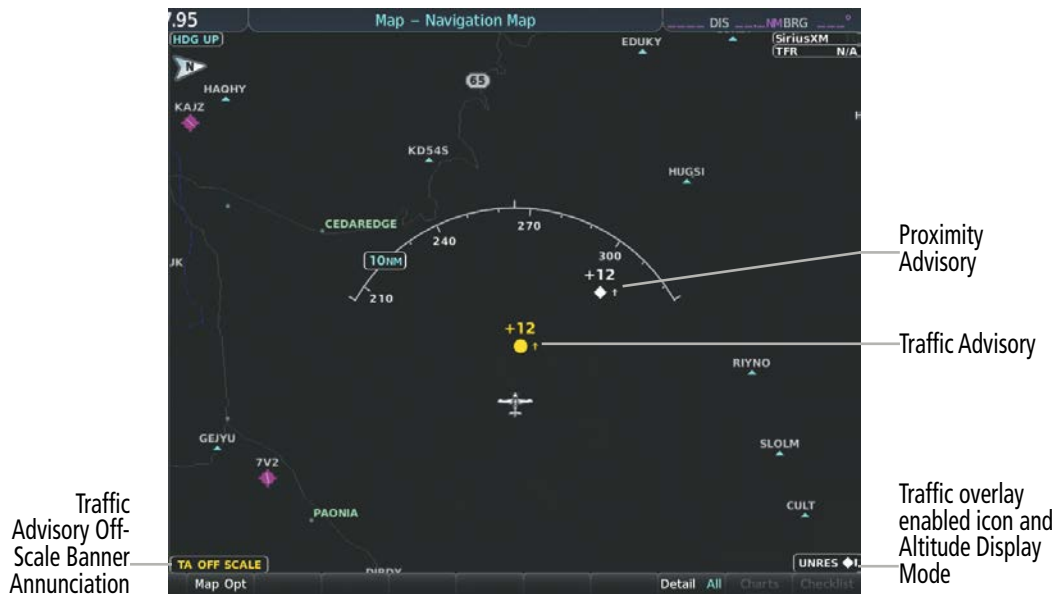 7.95
Map – Navigation Map
DIS
NM BRG
HDG UP
SiriusXM
TFR N/A
EDUKY
N
65
HAQHY
KAJZ
KD54S
HUGSI
CEDAREDGE
270
240
300
10NM
210
+12
Proximity
Advisory
+12
Traffic Advisory
RIYNO
GEJYU
SLOLM
7V2
CULT
PAONIA
Traffic
Advisory Off-
Scale Banner
Annunciation
Traffic overlay
enabled icon and
Altitude Display
Mode
TA OFF SCALE
UNRES
Map Opt
Detail All
Charts
Checklist